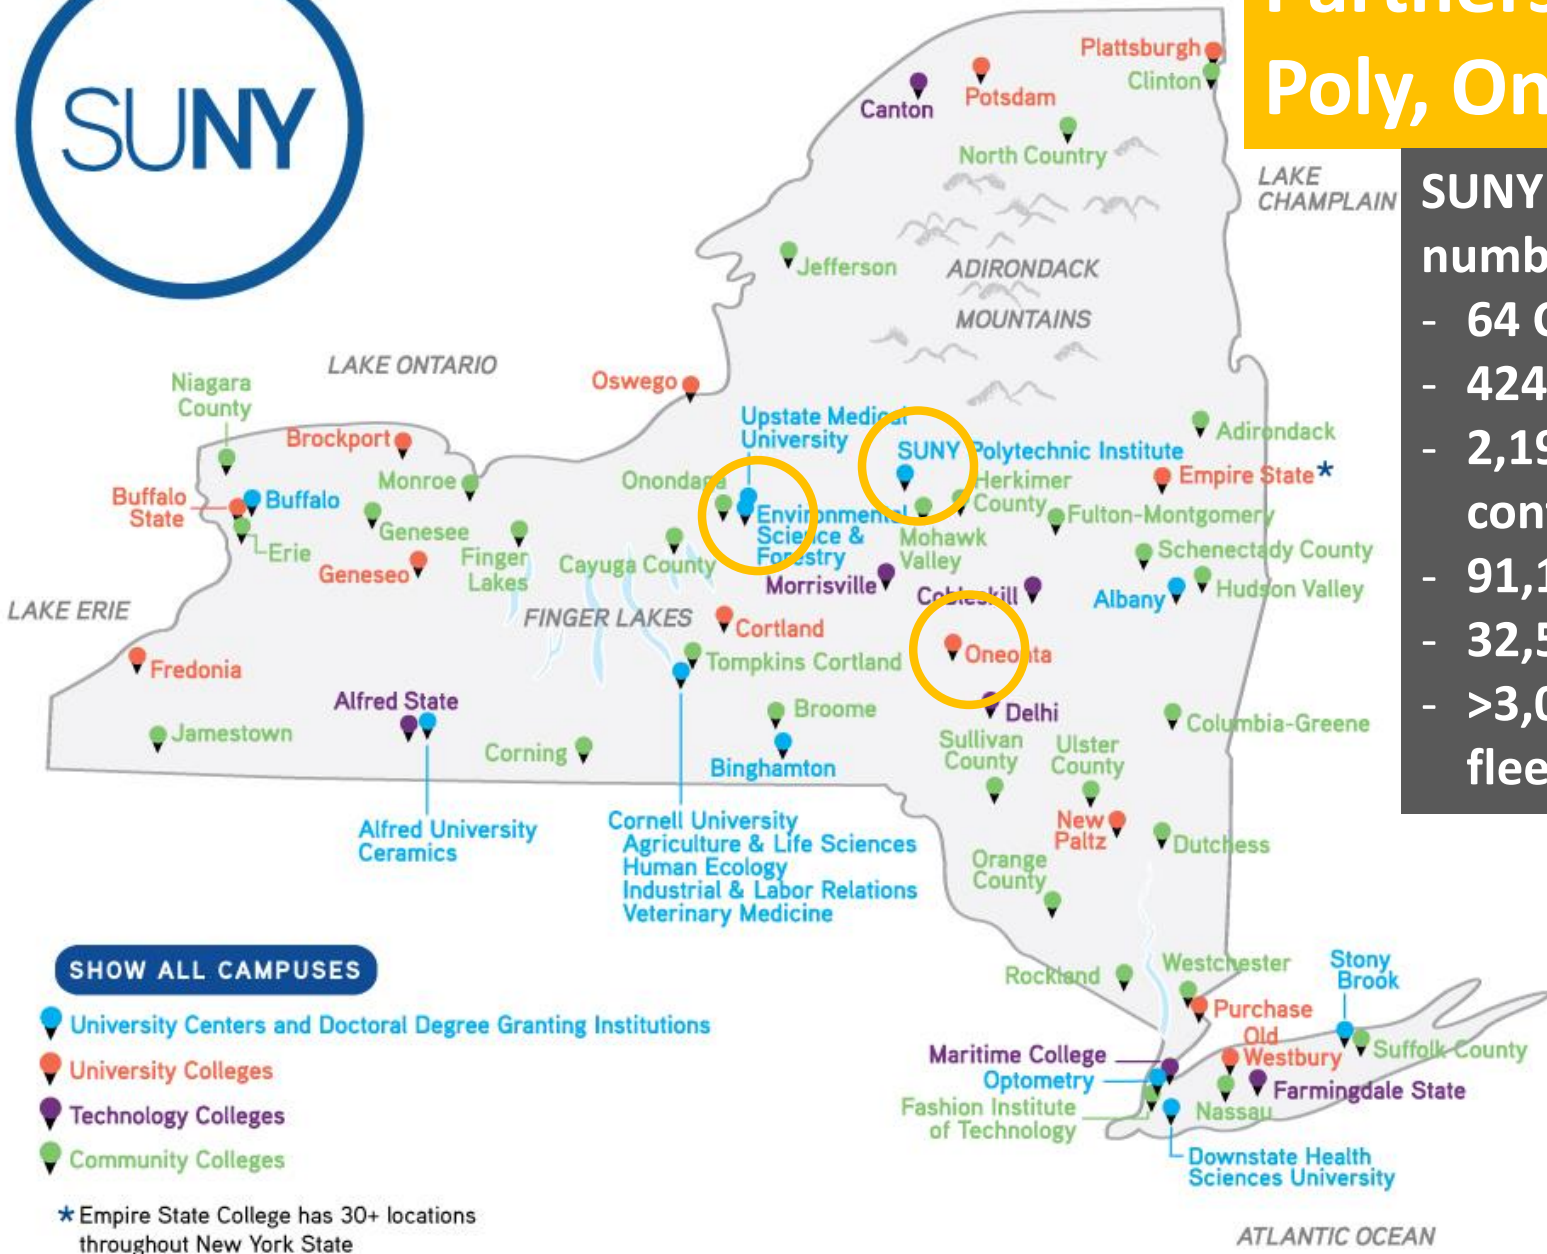 SUNY
Poly, On
SUNY
numb
- 64
- 424
- 2,19
con
- 91,1
- 32,5
- >3,0
flee
Plattsburgh
Clinton
Canton
Potsdam
North Country
LAKE
CHAMPLAIN
Jefferson
ADIRONDACK
MOUNTAINS
LAKE ONTARIO
Oswego
Niagara
County
Brockport
Upstate Medical
University
SUNY Polytechnic Institute
Adirondack
Monroe
Onondaga
Herkimer
County
Empire State*
Buffalo
State
Buffalo
Genesee
Environmental
Science &
Forestry
Fulton-Montgomery
Erie
Geneseo
Finger
Lakes
Cayuga County
Mohawk
Valley
Schenectady County
Morrisville
Cobleskill
Albany
Hudson Valley
LAKE ERIE
FINGER LAKES
Cortland
Oneonta
Fredonia
Tompkins Cortland
Alfred State
Broome
Delhi
Columbia-Greene
Jamestown
Corning
Binghamton
Sullivan
County
Ulster
County
Alfred University
Ceramics
Cornell University
Agriculture & Life Sciences
Human Ecology
Industrial & Labor Relations
Veterinary Medicine
New
Paltz
Dutchess
Orange
County
SHOW ALL CAMPUSES
University Centers and Doctoral Degree Granting Institutions
University Colleges
Technology Colleges
Community Colleges
* Empire State College has 30+ locations
throughout New York State
Rockland
Westchester
Stony
Brook
Purchase
Old
Westbury
Suffolk County
Maritime College
Optometry
Farmingdale State
Fashion Institute
of Technology
Nassau
Downstate Health
Sciences University
ATLANTIC OCEAN